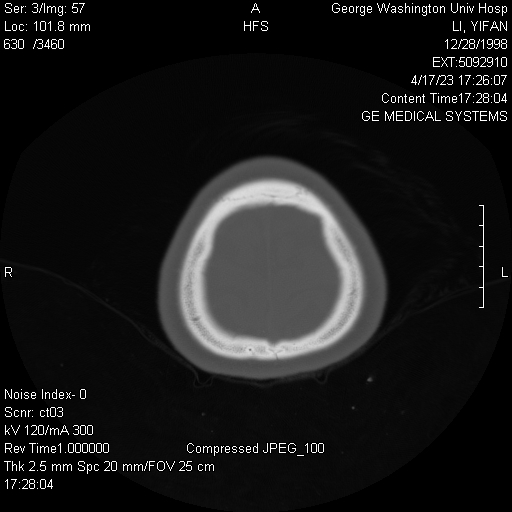 Ser: 3/Img: 57
Loc: 101.8 mm
630 /3460
A
HFS
George Washington Univ Hosp
LI, YIFAN
12/28/1998
EXT:5092910
4/17/23 17:26:07
Content Time17:28:04
GE MEDICAL SYSTEMS
R
L
Noise Index- 0
Scnr: ct03
kV 120/mA 300
Rev Time1.000000
Thk 2.5 mm Spc 20 mm/FOV 25 cm
17:28:04
Compressed JPEG_100